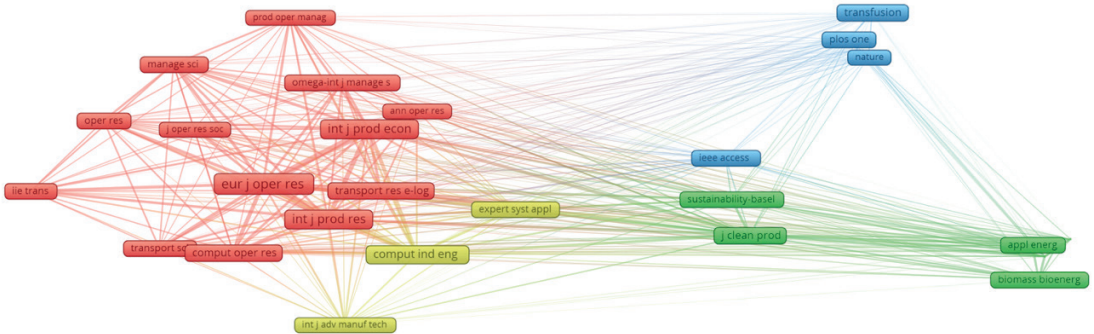 prod oper manag
transfusion
plos one
nature
manage sci
omega-int j manage s
ann oper res
oper res
j oper res soc
int j prod econ
ieee access
eur j oper res
transport res e-log
iie trans
sustainability-basel
expert syst appl
int j prod res
j clean prod
transport sc
comput oper res
comput ind eng
appl energ
biomass bioenerg
int j adv manuf tech